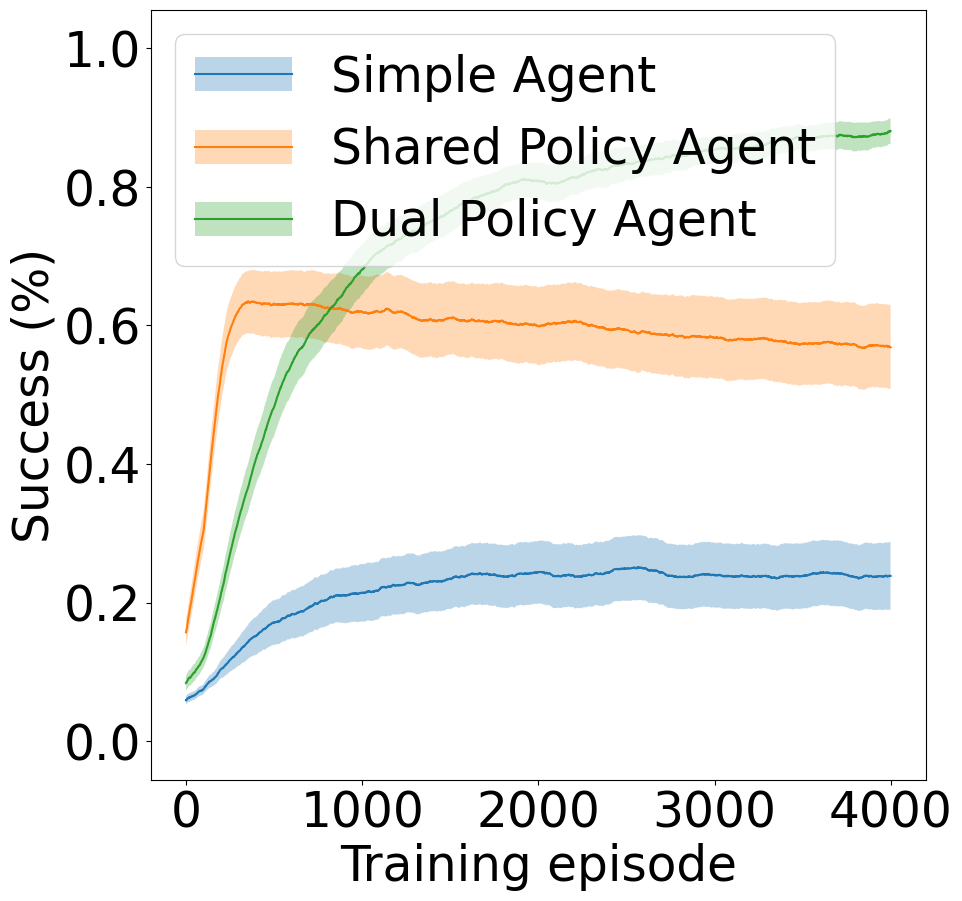 Simple Agent
Shared Policy Agent
Dual Policy Agent
Success (%)
1.0
0.8
0.6
0.4
0.2
0.0
0 1000 2000 3000 4000
Training episode